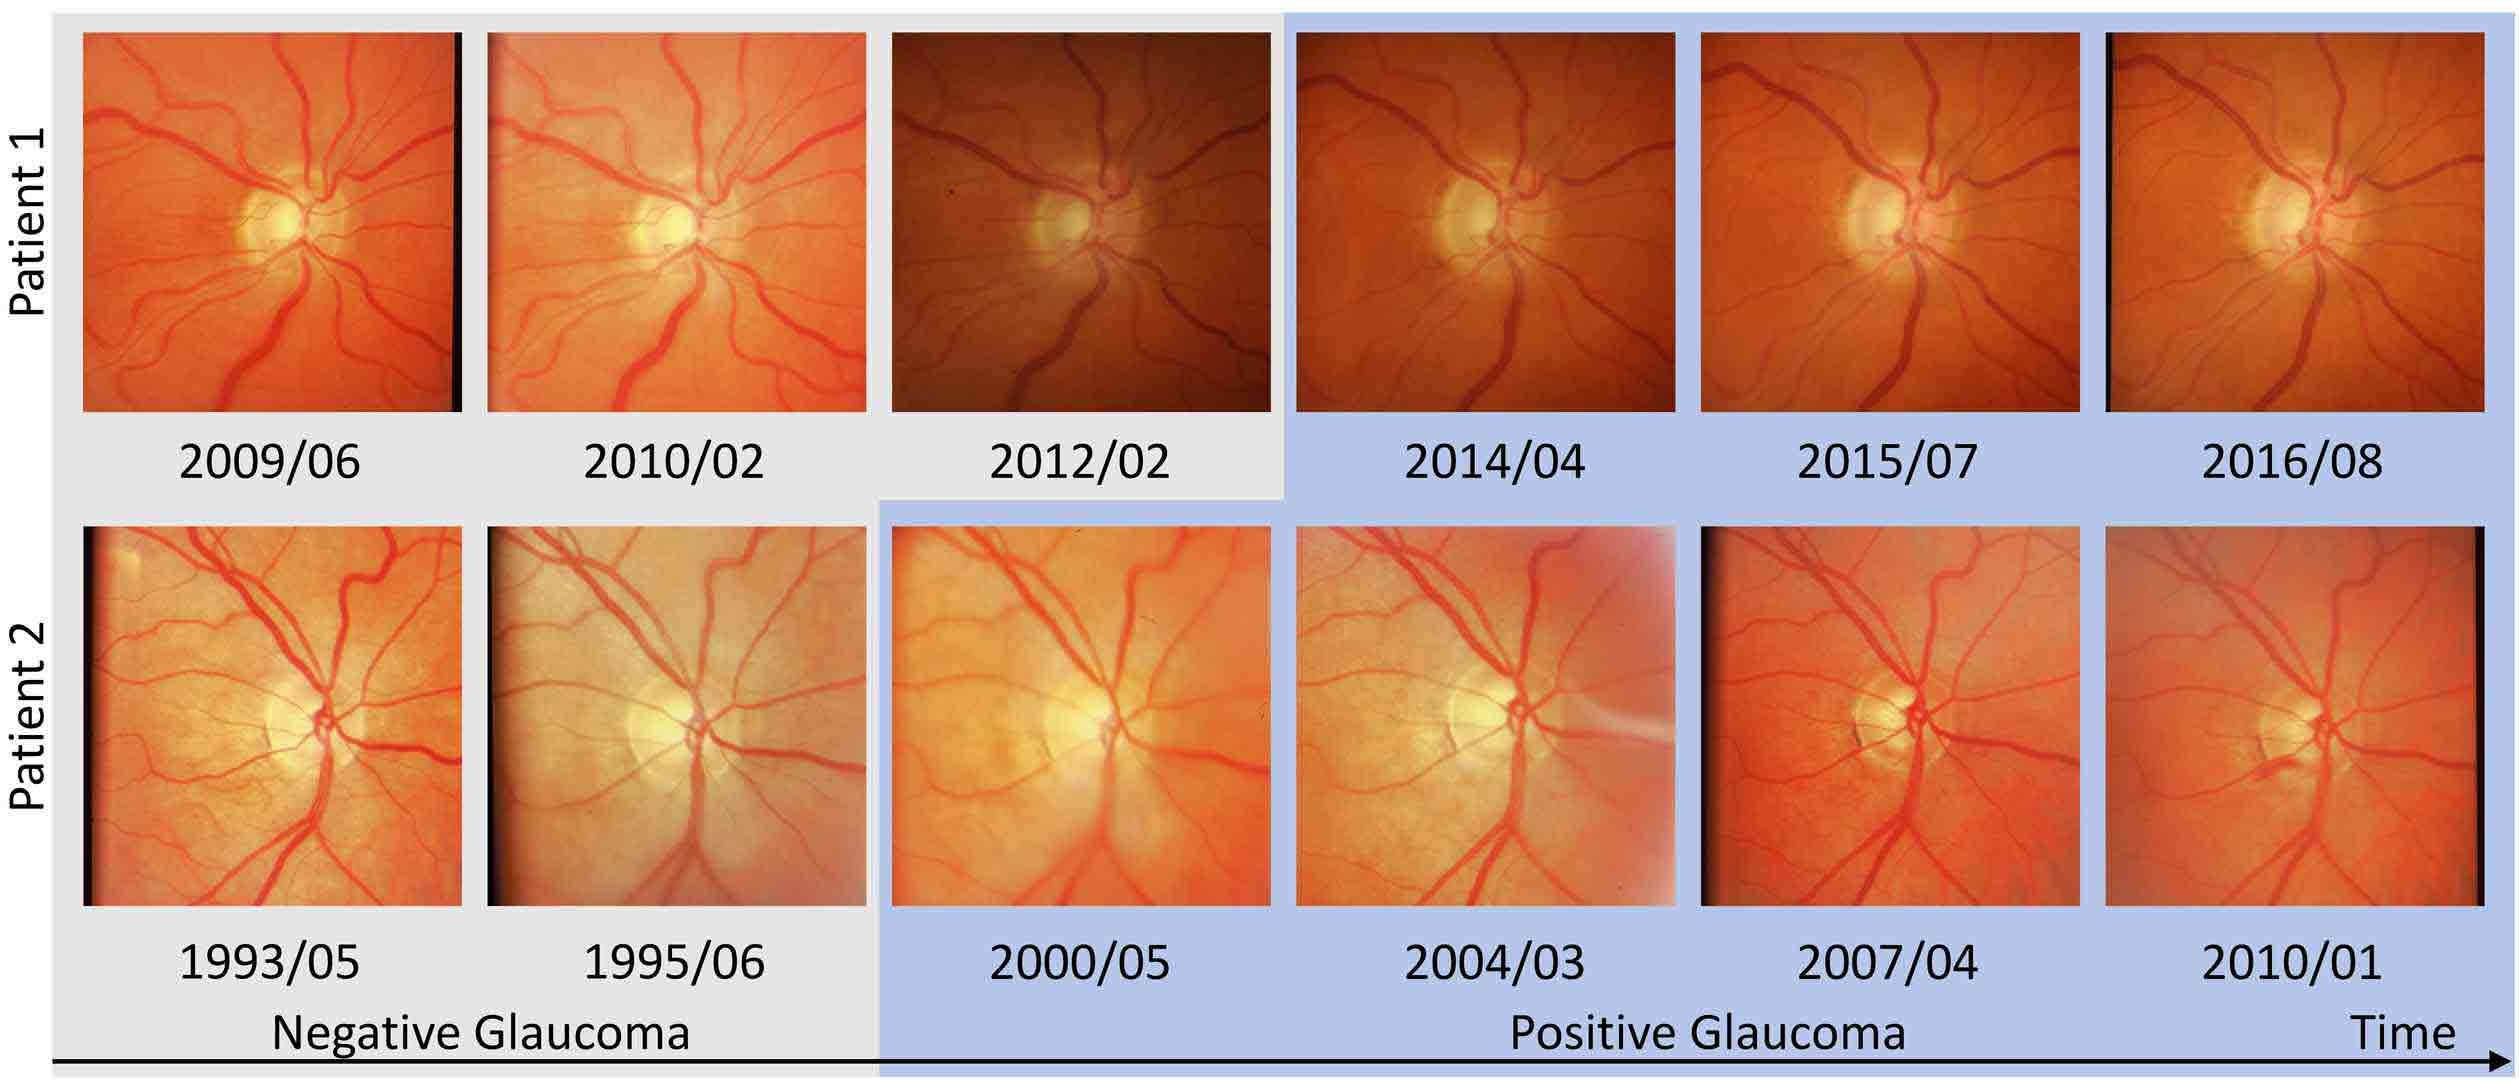 Patient 1
2009/06 2010/02 2012/02 2014/04 2015/07 2016/08
Patient 2
1993/05 1995/06 2000/05 2004/03 2007/04 2010/01
Negative Glaucoma Positive Glaucoma Time